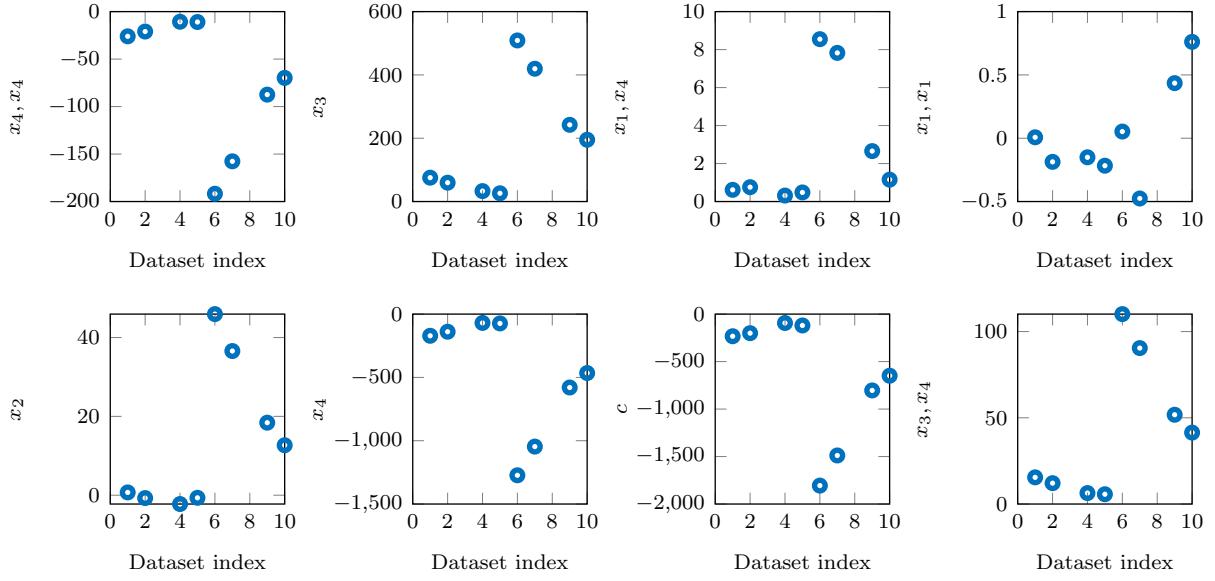 0
−50
−100
−150
−200
0 2 4 6 8 10
x4, x4
Dataset index
600
400
200
0
0 2 4 6 8 10
x3
Dataset index
10
8
6
4
2
0
0 2 4 6 8 10
x1, x4
Dataset index
1
0.5
0
−0.5
0 2 4 6 8 10
x1, x1
Dataset index
40
20
0
0 2 4 6 8 10
x2
Dataset index
0
−500
−1,000
−1,500
0 2 4 6 8 10
x4
Dataset index
0
−500
−1,000
−1,500
−2,000
0 2 4 6 8 10
c
Dataset index
100
50
0
0 2 4 6 8 10
x3, x4
Dataset index